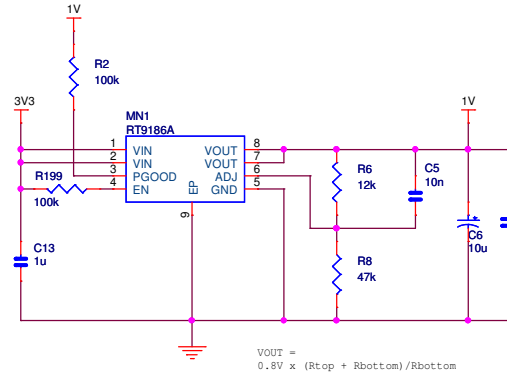 1V
R2
100k
3V3
1V
MN1
RT9186A
1 VIN VOUT 8
2 VIN VOUT 7
3 PGOOD ADJ 6
4 EN GND 5
EP
9
R199
100k
R6
12k
C5
10n
C6
10u
C13
1u
R8
47k
VOUT =
0.8V x (Rtop + Rbottom)/Rbottom